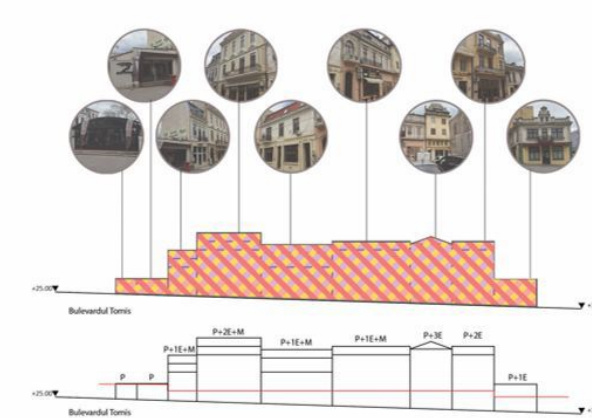 +25.00
Bulevardul Tomis
P
P
P+1E+M
P+2E+M
P+1E+M
P+1E+M
P+3E
P+2E
P+1E
+25.00
Bulevardul Tomis